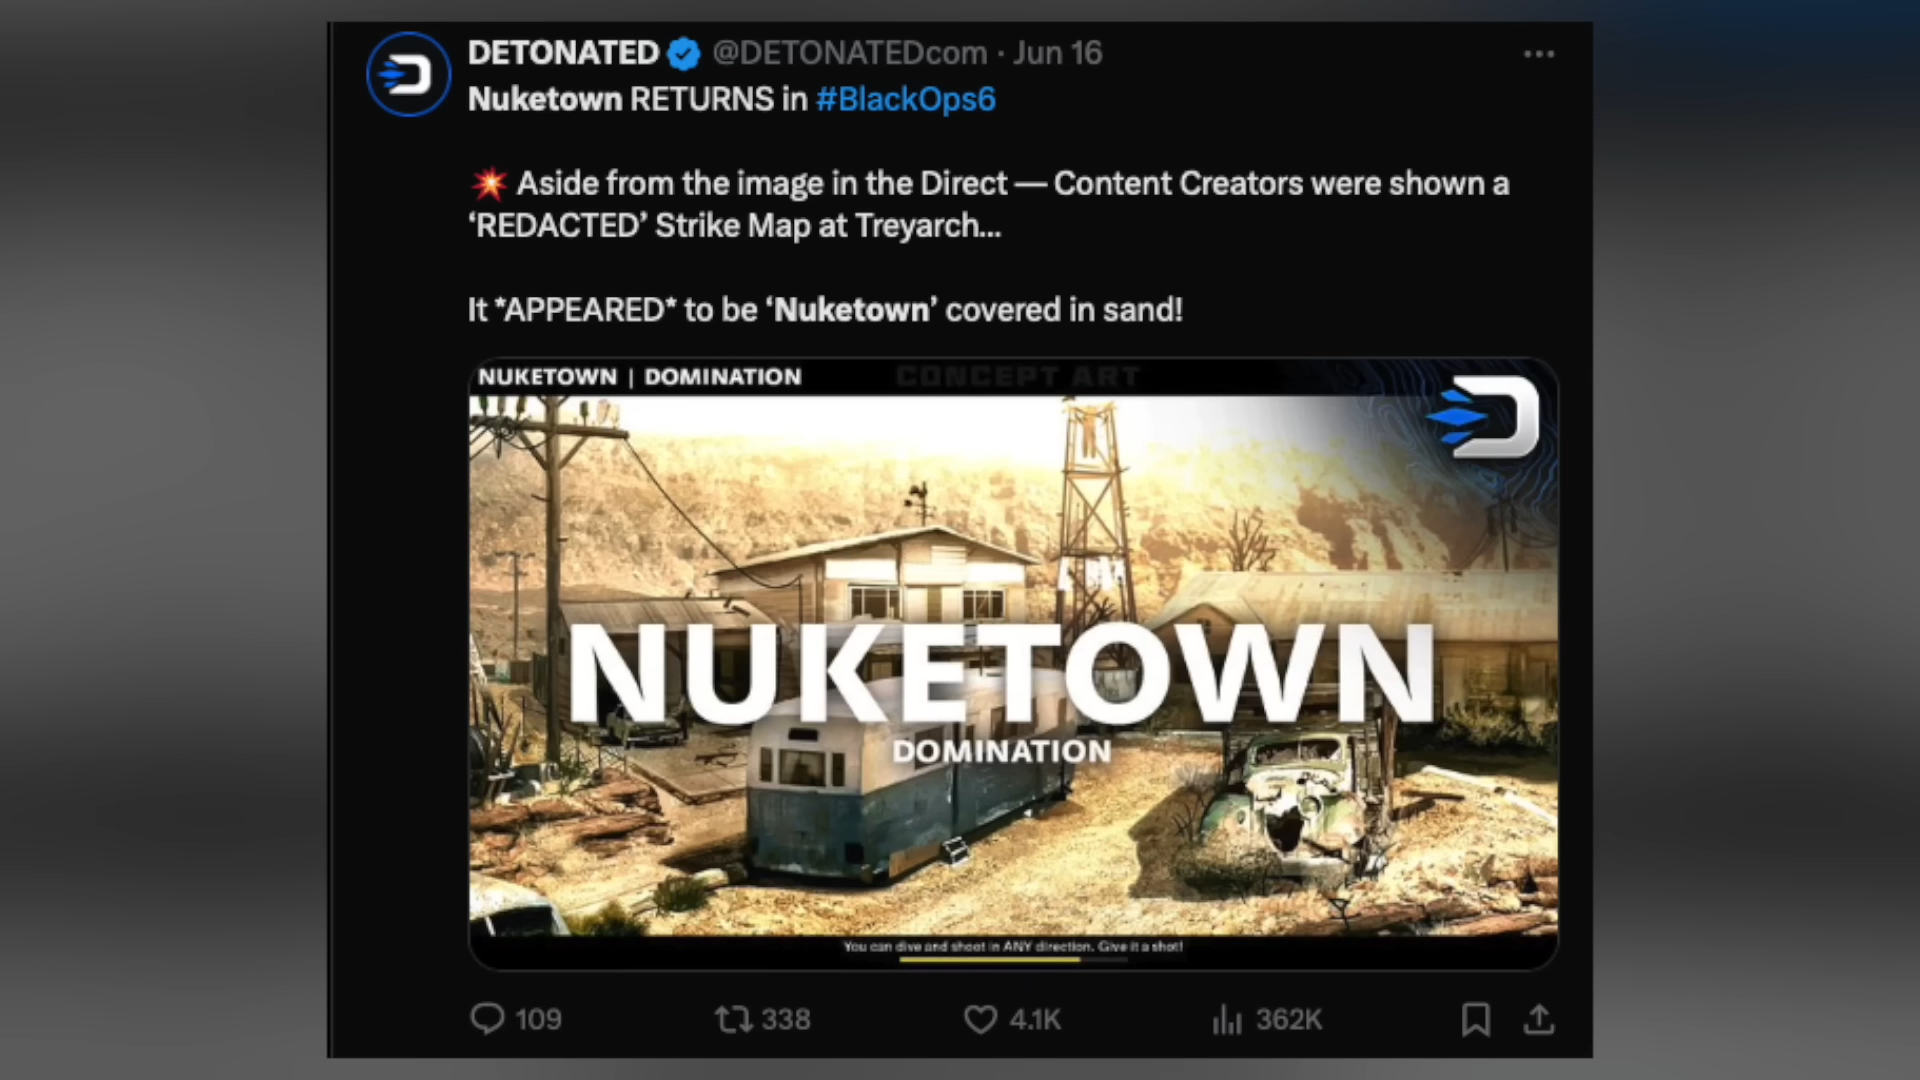 DETONATED @DETONATEDcom · Jun 16
Nuketown RETURNS in #BlackOps6
💥 Aside from the image in the Direct — Content Creators were shown a
‘REDACTED’ Strike Map at Treyarch...
It *APPEARED* to be ‘Nuketown’ covered in sand!
NUKETOWN | DOMINATION
CONCEPT ART
NUKETOWN
DOMINATION
You can dive and shoot in ANY direction. Give it a shot!
109 338 4.1K 362K